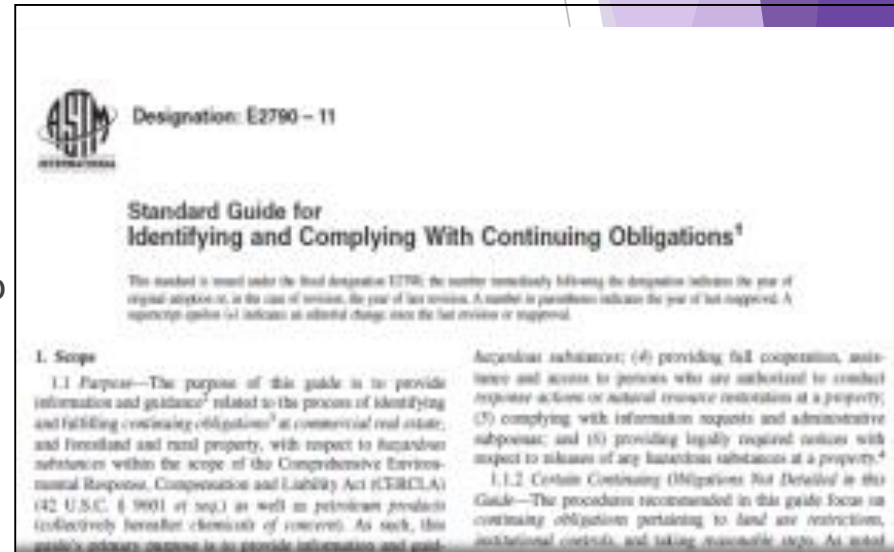 ASTM
INTERNATIONAL
Designation: E2790 – 11
Standard Guide for
Identifying and Complying With Continuing Obligations¹
This standard is issued under the fixed designation E2790; the number immediately following the designation indicates the year of
original adoption or, in the case of revision, the year of last revision. A number in parentheses indicates the year of last reapproval. A
superscript epsilon (ε) indicates an editorial change since the last revision or reapproval.
1. Scope
1.1 Purpose—The purpose of this guide is to provide
information and guidance² related to the process of identifying
and fulfilling continuing obligations³ at commercial real estate,
and forestland and rural property, with respect to hazardous
substances within the scope of the Comprehensive Environ-
mental Response, Compensation and Liability Act (CERCLA)
(42 U.S.C. § 9601 et seq.) as well as petroleum products
(collectively hereafter chemicals of concern). As such, this
guide's primary purpose is to provide information and guid-
hazardous substances; (4) providing full cooperation, assis-
tance and access to persons who are authorized to conduct
response actions or natural resource restoration at a property;
(5) complying with information requests and administrative
subpoenas; and (6) providing legally required notices with
respect to releases of any hazardous substances at a property.⁴
1.1.2 Certain Continuing Obligations Not Detailed in this
Guide—The procedures recommended in this guide focus on
continuing obligations pertaining to land use restrictions,
institutional controls, and taking reasonable steps. As noted